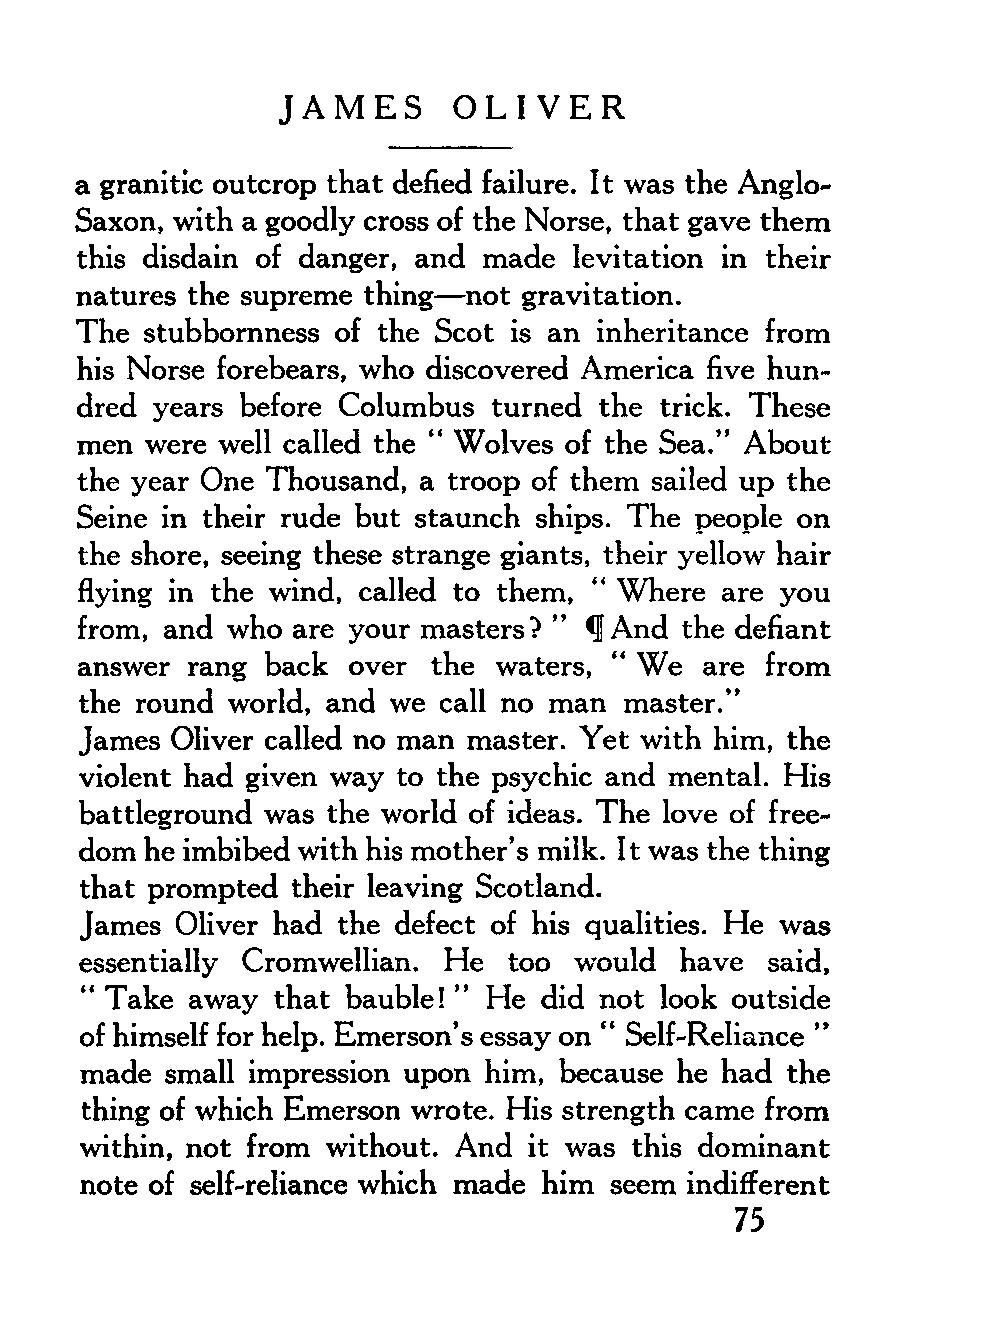 JAMES OLIVER
a granitic outcrop that defied failure. It was the Anglo-
Saxon, with a goodly cross of the Norse, that gave them
this disdain of danger, and made levitation in their
natures the supreme thing—not gravitation.
The stubbornness of the Scot is an inheritance from
his Norse forebears, who discovered America five hun-
dred years before Columbus turned the trick. These
men were well called the “ Wolves of the Sea.” About
the year One Thousand, a troop of them sailed up the
Seine in their rude but staunch ships. The people on
the shore, seeing these strange giants, their yellow hair
flying in the wind, called to them, “ Where are you
from, and who are your masters? ” ¶ And the defiant
answer rang back over the waters, “ We are from
the round world, and we call no man master.”
James Oliver called no man master. Yet with him, the
violent had given way to the psychic and mental. His
battleground was the world of ideas. The love of free-
dom he imbibed with his mother’s milk. It was the thing
that prompted their leaving Scotland.
James Oliver had the defect of his qualities. He was
essentially Cromwellian. He too would have said,
“ Take away that bauble! ” He did not look outside
of himself for help. Emerson’s essay on “ Self-Reliance ”
made small impression upon him, because he had the
thing of which Emerson wrote. His strength came from
within, not from without. And it was this dominant
note of self-reliance which made him seem indifferent
75